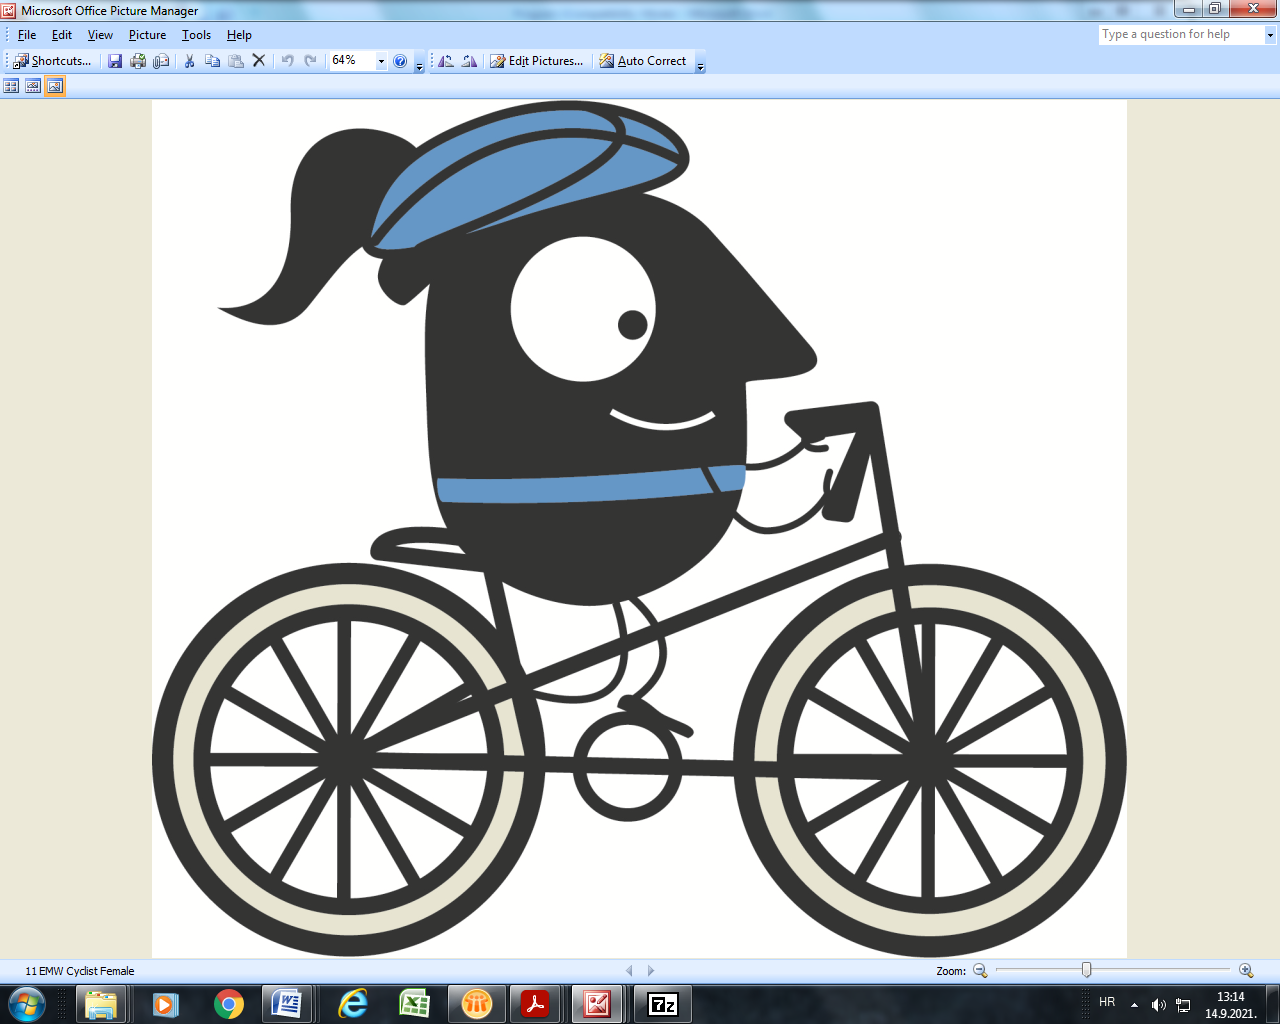 Microsoft Office Picture Manager
File Edit View Picture Tools Help
Type a question for help
Shortcuts... 64% Edit Pictures... Auto Correct
11 EMW Cyclist Female
Zoom:
HR 13:14
14.9.2021.
7z